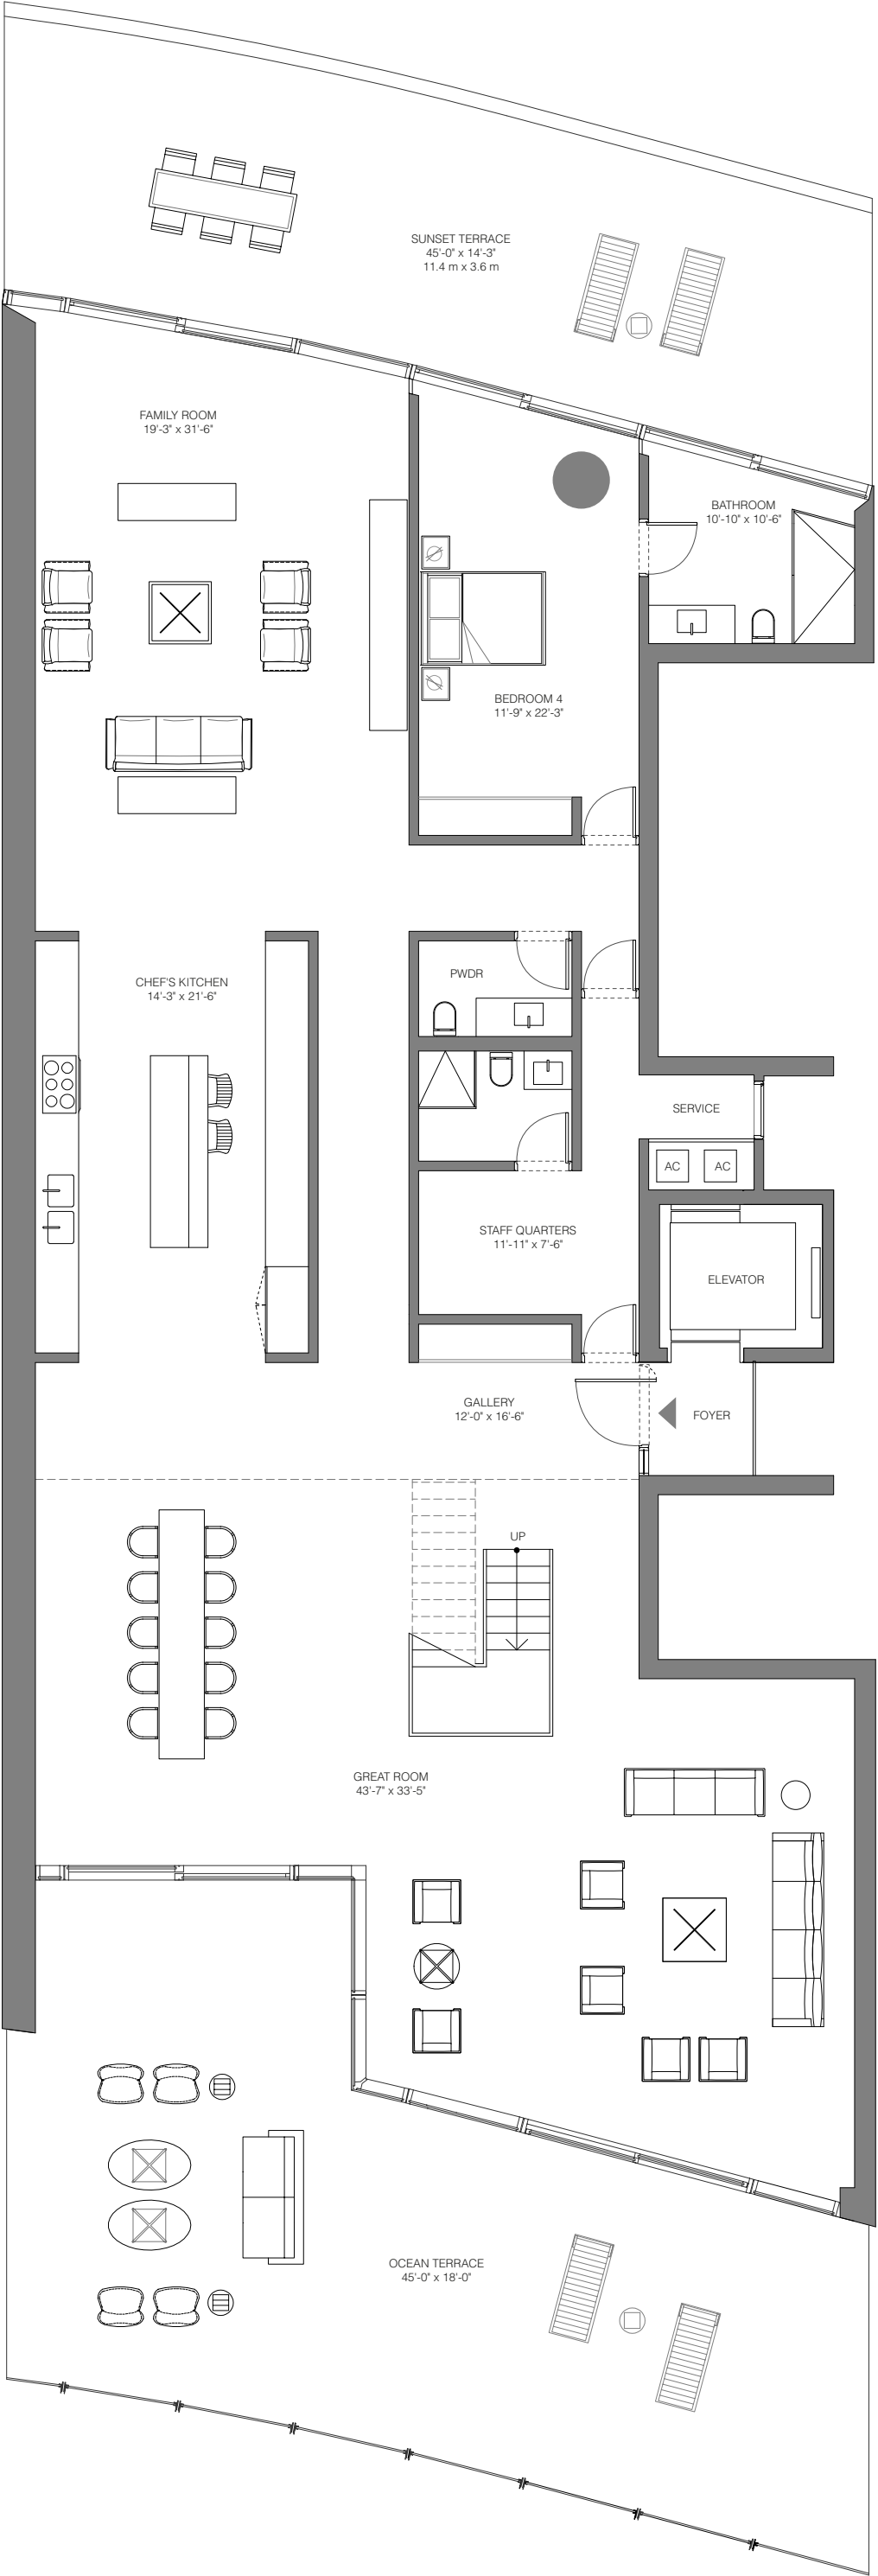 SUNSET TERRACE
45'-0" x 14'-3"
11.4 m x 3.6 m
FAMILY ROOM
19'-3" x 31'-6"
BATHROOM
10'-10" x 10'-6"
BEDROOM 4
11'-9" x 22'-3"
PWDR
CHEF'S KITCHEN
14'-3" x 21'-6"
SERVICE
AC AC
STAFF QUARTERS
11'-11" x 7'-6"
ELEVATOR
GALLERY
12'-0" x 16'-6"
FOYER
UP
GREAT ROOM
43'-7" x 33'-5"
OCEAN TERRACE
45'-0" x 18'-0"